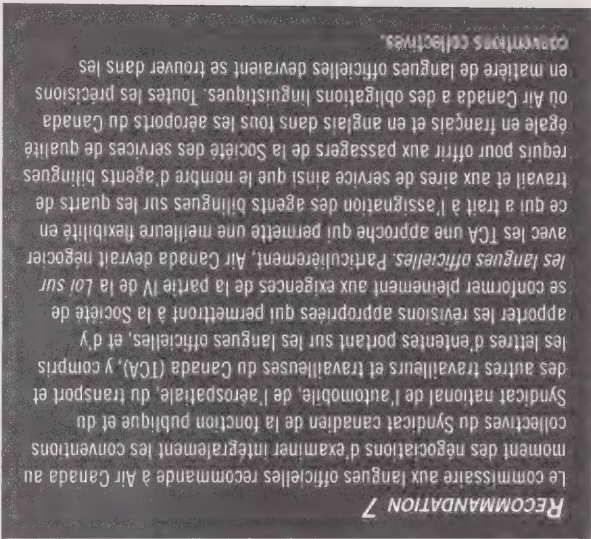 RECOMMANDATION 7
Le commissaire aux langues officielles recommande à Air Canada au
moment des négociations d'examiner intégralement les conventions
collectives du Syndicat canadien de la fonction publique et du
Syndicat national de l'automobile, de l'aérospatiale, du transport et
des autres travailleurs et travailleuses du Canada (TCA), y compris
les lettres d'ententes portant sur les langues officielles, et d'y
apporter les révisions appropriées qui permettront à la Société de
se conformer pleinement aux exigences de la partie IV de la Loi sur
les langues officielles. Particulièrement, Air Canada devrait négocier
avec les TCA une approche qui permette une meilleure flexibilité en
ce qui a trait à l'assignation des agents bilingues sur les quarts de
travail et aux aires de service ainsi que le nombre d'agents bilingues
requis pour offrir aux passagers de la Société des services de qualité
égale en français et en anglais dans tous les aéroports du Canada
où Air Canada a des obligations linguistiques. Toutes les précisions
en matière de langues officielles devraient se trouver dans les
conventions collectives.